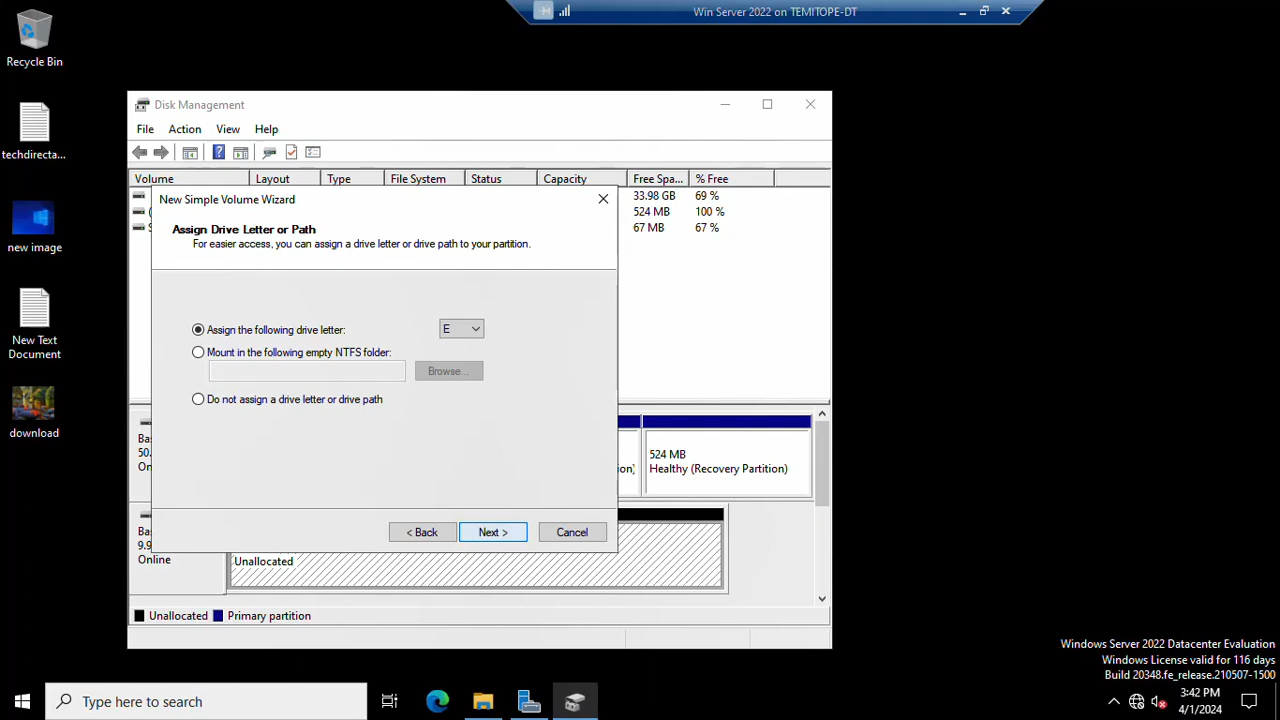 Win Server 2022 on TEMITOPE-DT
Recycle Bin
techdirecta...
new image
New Text
Document
download
Disk Management
File Action View Help
Volume Layout Type File System Status Capacity Free Spa... % Free
33.98 GB 69 %
524 MB 100 %
67 MB 67 %
New Simple Volume Wizard
Assign Drive Letter or Path
For easier access, you can assign a drive letter or drive path to your partition.
Assign the following drive letter: E
Mount in the following empty NTFS folder:
Browse...
Do not assign a drive letter or drive path
< Back Next > Cancel
Ba
50.
On
524 MB
Healthy (Recovery Partition)
Ba
9.9
Online
Unallocated
Unallocated Primary partition
Windows Server 2022 Datacenter Evaluation
Windows License valid for 116 days
Build 20348.fe_release.210507-1500
Type here to search
3:42 PM
4/1/2024